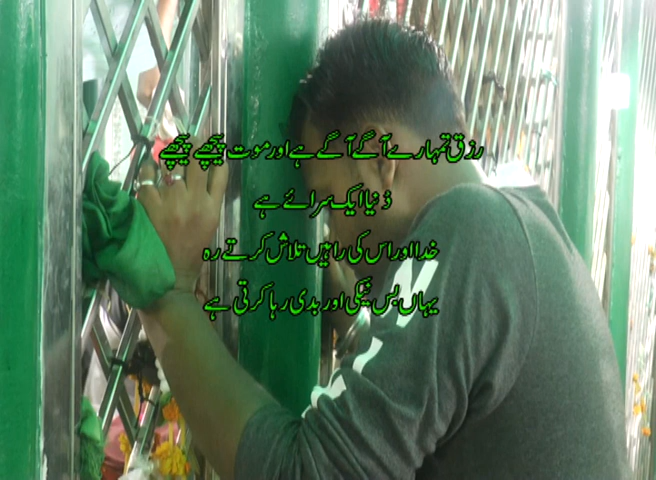 رزق تمہارے آگے آگے ہے اور موت پیچھے پیچھے
دُنیا ایک سرائے ہے
خدا اور اس کی راہیں تلاش کرتے رہ
یہاں بس نیکی اور بدی رہا کرتی ہے